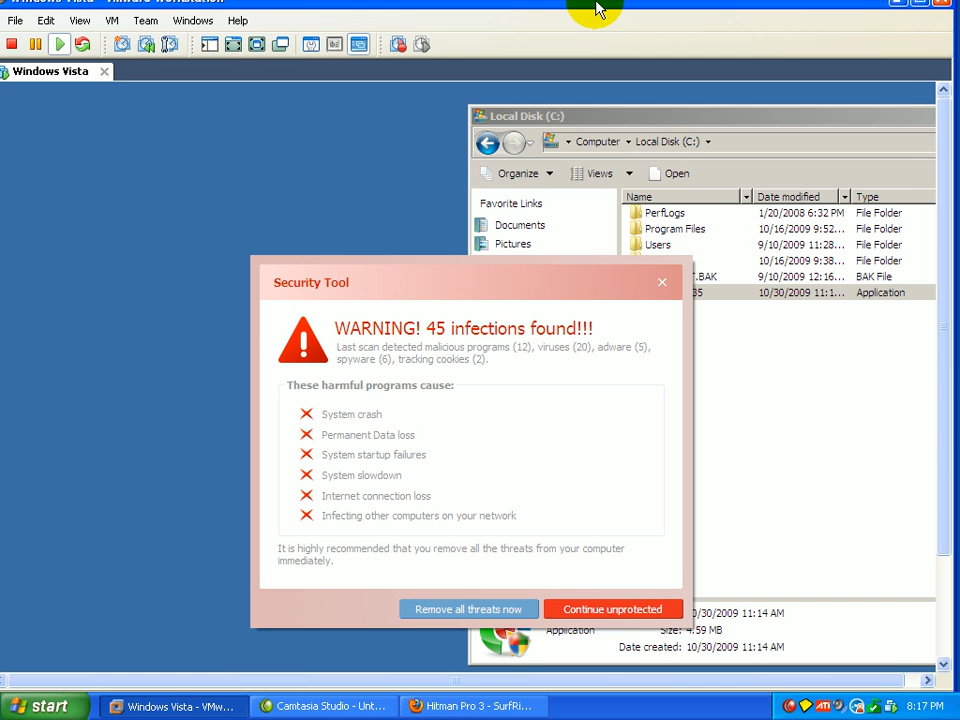 File Edit View VM Team Windows Help
Windows Vista
Local Disk (C:)
Computer Local Disk (C:)
Organize Views Open
Favorite Links
Documents
Pictures
Name Date modified Type
PerfLogs 1/20/2008 6:32 PM File Folder
Program Files 10/16/2009 9:52... File Folder
Users 9/10/2009 11:28... File Folder
10/16/2009 9:38... File Folder
T.BAK 9/10/2009 12:16... BAK File
35 10/30/2009 11:1... Application
Security Tool
WARNING! 45 infections found!!!
Last scan detected malicious programs (12), viruses (20), adware (5),
spyware (6), tracking cookies (2).
These harmful programs cause:
System crash
Permanent Data loss
System startup failures
System slowdown
Internet connection loss
Infecting other computers on your network
It is highly recommended that you remove all the threats from your computer
immediately.
Remove all threats now
Continue unprotected
0/30/2009 11:14 AM
Application Size: 4.59 MB
Date created: 10/30/2009 11:14 AM
start
Windows Vista - VMw...
Camtasia Studio - Unt...
Hitman Pro 3 - SurfRi...
ATI
8:17 PM